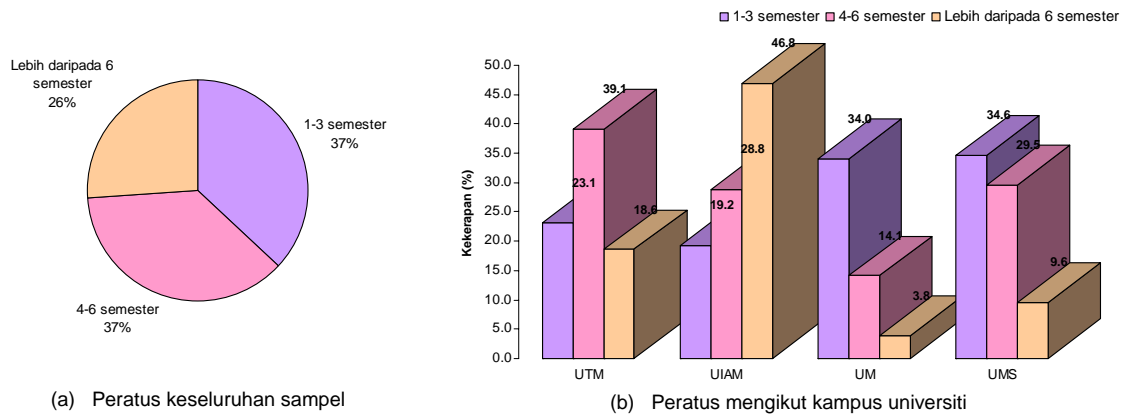 Lebih daripada 6
semester
26%
1-3 semester
37%
4-6 semester
37%
(a) Peratus keseluruhan sampel
1-3 semester 4-6 semester Lebih daripada 6 semester
Kekerapan (%)
50.0
45.0
40.0
35.0
30.0
25.0
20.0
15.0
10.0
5.0
0.0
23.1
39.1
18.6
19.2
28.8
46.8
34.0
14.1
3.8
34.6
29.5
9.6
UTM UIAM UM UMS
(b) Peratus mengikut kampus universiti